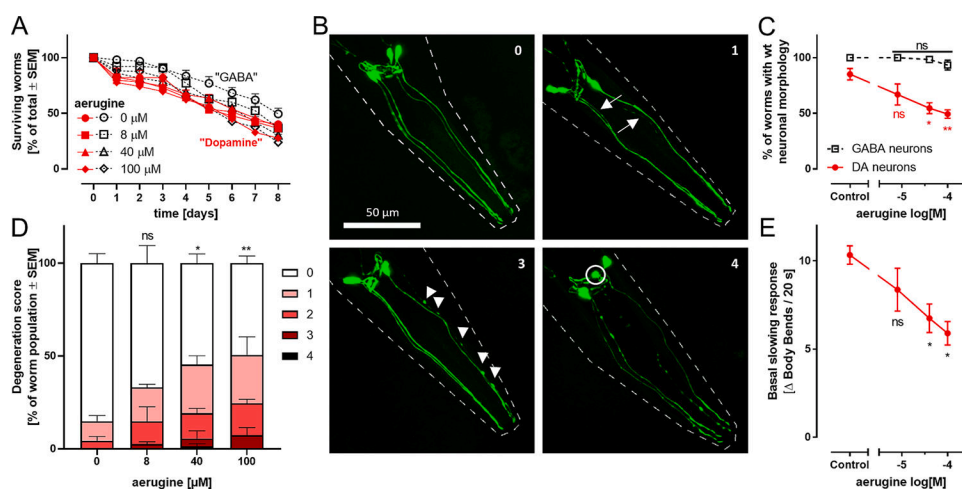 A
Surviving worms
[% of total ± SEM]
100
50
0
"GABA"
"Dopamine"
aerugine
0 µM
8 µM
40 µM
100 µM
0 1 2 3 4 5 6 7 8
time [days]
B
0
50 µm
1
3
4
C
% of worms with wt
neuronal morphology
100
50
0
ns
ns
*
**
GABA neurons
DA neurons
Control -5 -4
aerugine log[M]
D
Degeneration score
[% of worm population ± SEM]
100
50
0
ns
*
**
0
1
2
3
4
0 8 40 100
aerugine [µM]
E
Basal slowing response
[Δ Body Bends / 20 s]
10
5
0
ns
*
*
Control -5 -4
aerugine log[M]